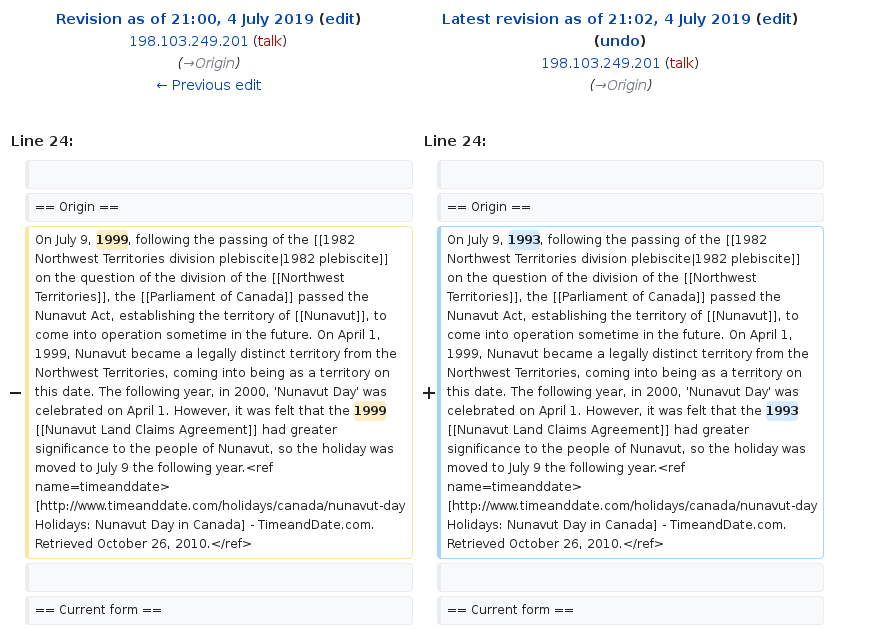 Revision as of 21:00, 4 July 2019 (edit)
198.103.249.201 (talk)
(→Origin)
← Previous edit
Latest revision as of 21:02, 4 July 2019 (edit)
(undo)
198.103.249.201 (talk)
(→Origin)
Line 24:
Line 24:
== Origin ==
== Origin ==
−
On July 9, 1999, following the passing of the [[1982
Northwest Territories division plebiscite|1982 plebiscite]]
on the question of the division of the [[Northwest
Territories]], the [[Parliament of Canada]] passed the
Nunavut Act, establishing the territory of [[Nunavut]], to
come into operation sometime in the future. On April 1,
1999, Nunavut became a legally distinct territory from the
Northwest Territories, coming into being as a territory on
this date. The following year, in 2000, 'Nunavut Day' was
celebrated on April 1. However, it was felt that the 1999
[[Nunavut Land Claims Agreement]] had greater
significance to the people of Nunavut, so the holiday was
moved to July 9 the following year.<ref
name=timeanddate>
[http://www.timeanddate.com/holidays/canada/nunavut-day
Holidays: Nunavut Day in Canada] - TimeandDate.com.
Retrieved October 26, 2010.</ref>
+
On July 9, 1993, following the passing of the [[1982
Northwest Territories division plebiscite|1982 plebiscite]]
on the question of the division of the [[Northwest
Territories]], the [[Parliament of Canada]] passed the
Nunavut Act, establishing the territory of [[Nunavut]], to
come into operation sometime in the future. On April 1,
1999, Nunavut became a legally distinct territory from the
Northwest Territories, coming into being as a territory on
this date. The following year, in 2000, 'Nunavut Day' was
celebrated on April 1. However, it was felt that the 1993
[[Nunavut Land Claims Agreement]] had greater
significance to the people of Nunavut, so the holiday was
moved to July 9 the following year.<ref
name=timeanddate>
[http://www.timeanddate.com/holidays/canada/nunavut-day
Holidays: Nunavut Day in Canada] - TimeandDate.com.
Retrieved October 26, 2010.</ref>
== Current form ==
== Current form ==